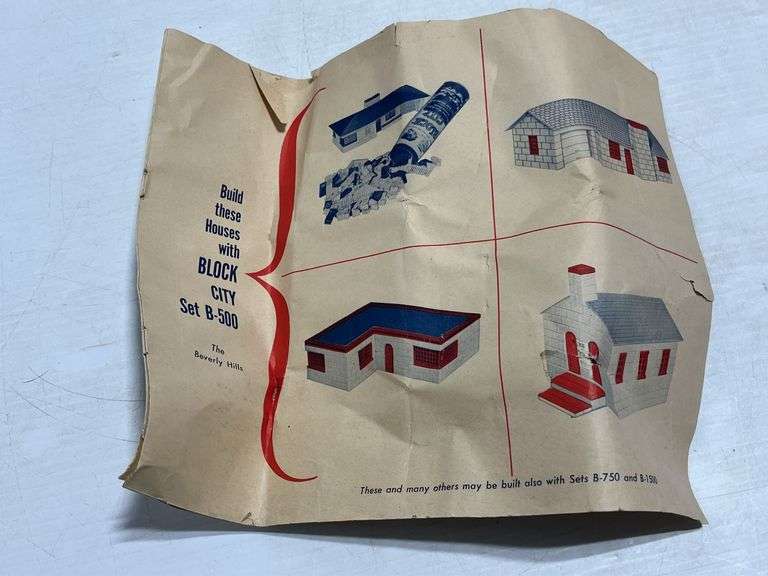 Build
these
Houses
with
BLOCK
CITY
Set B-500
The
Beverly Hills
These and many others may be built also with Sets B-750 and B-1500